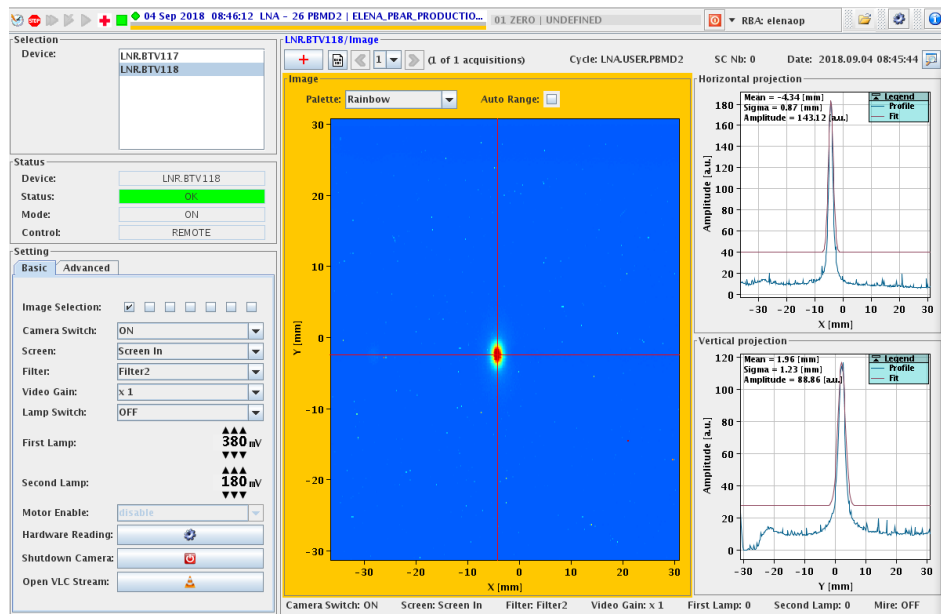 04 Sep 2018 08:46:12 LNA - 26 PBMD2 | ELENA_PBAR_PRODUCTIO... 01 ZERO | UNDEFINED RBA: elenaop
Selection
Device:
LNR.BTV117
LNR.BTV118
Status
Device: LNR.BTV118
Status: OK
Mode: ON
Control: REMOTE
Setting
Basic Advanced
Image Selection:
Camera Switch: ON
Screen: Screen In
Filter: Filter2
Video Gain: x 1
Lamp Switch: OFF
First Lamp: 380 mV
Second Lamp: 180 mV
Motor Enable: disable
Hardware Reading:
Shutdown Camera:
Open VLC Stream:
LNR.BTV118/Image
+ 1 (1 of 1 acquisitions) Cycle: LNA.USER.PBMD2 SC Nb: 0 Date: 2018.09.04 08:45:44
Image
Palette: Rainbow Auto Range:
30
20
10
0
-10
-20
-30
Y [mm]
-30 -20 -10 0 10 20 30
X [mm]
Horizontal projection
Mean = -4.34 [mm]
Sigma = 0.87 [mm]
Amplitude = 143.12 [a.u.]
Legend
Profile
Fit
180
160
140
120
100
80
60
40
20
0
Amplitude [a.u.]
-30 -20 -10 0 10 20 30
X [mm]
Vertical projection
Mean = 1.96 [mm]
Sigma = 1.23 [mm]
Amplitude = 88.86 [a.u.]
Legend
Profile
Fit
120
100
80
60
40
20
0
Amplitude [a.u.]
-30 -20 -10 0 10 20 30
Y [mm]
Camera Switch: ON Screen: Screen In Filter: Filter2 Video Gain: x 1 First Lamp: 0 Second Lamp: 0 Mire: OFF